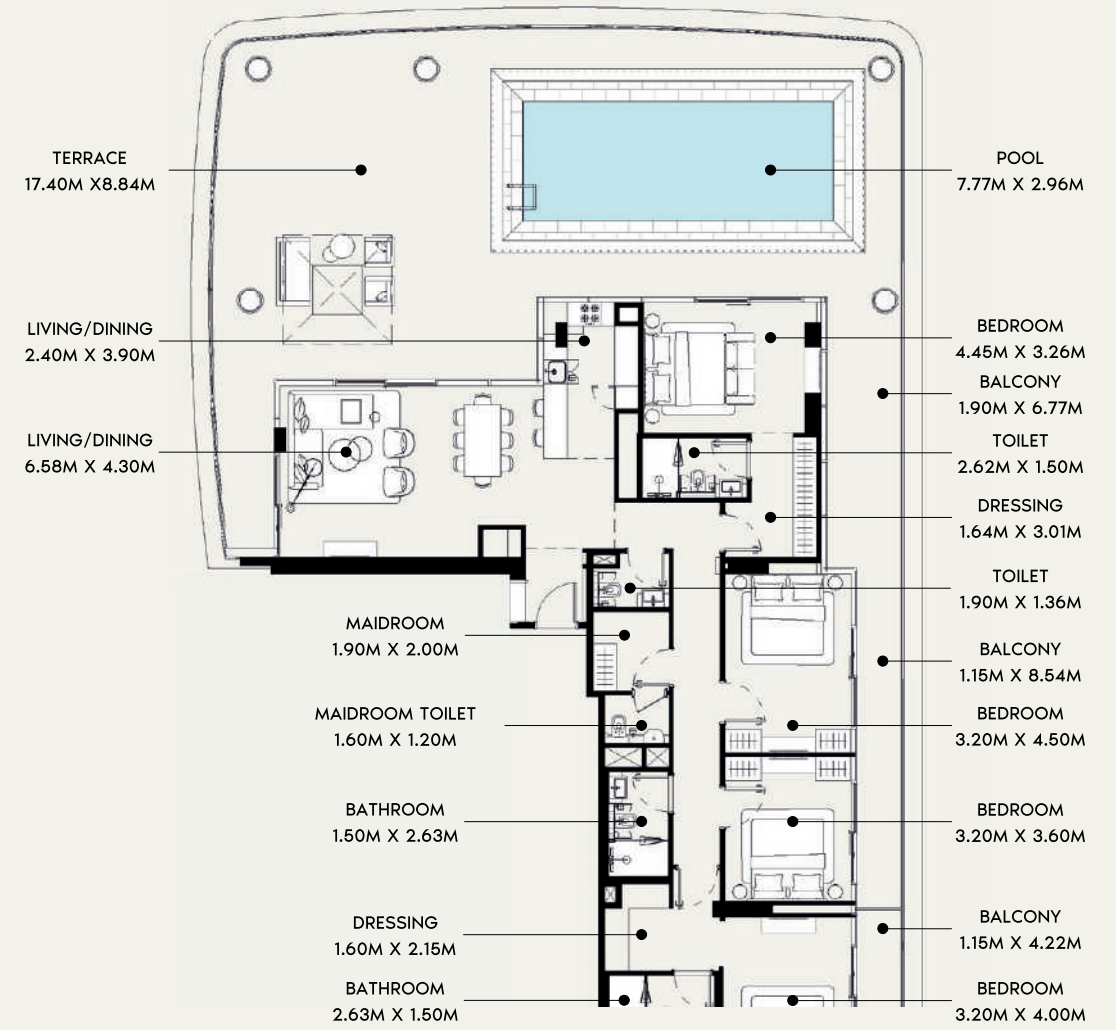 TERRACE
17.40M X8.84M
POOL
7.77M X 2.96M
LIVING/DINING
2.40M X 3.90M
BEDROOM
4.45M X 3.26M
BALCONY
1.90M X 6.77M
LIVING/DINING
6.58M X 4.30M
TOILET
2.62M X 1.50M
DRESSING
1.64M X 3.01M
TOILET
1.90M X 1.36M
MAIDROOM
1.90M X 2.00M
BALCONY
1.15M X 8.54M
MAIDROOM TOILET
1.60M X 1.20M
BEDROOM
3.20M X 4.50M
BATHROOM
1.50M X 2.63M
BEDROOM
3.20M X 3.60M
DRESSING
1.60M X 2.15M
BALCONY
1.15M X 4.22M
BATHROOM
2.63M X 1.50M
BEDROOM
3.20M X 4.00M